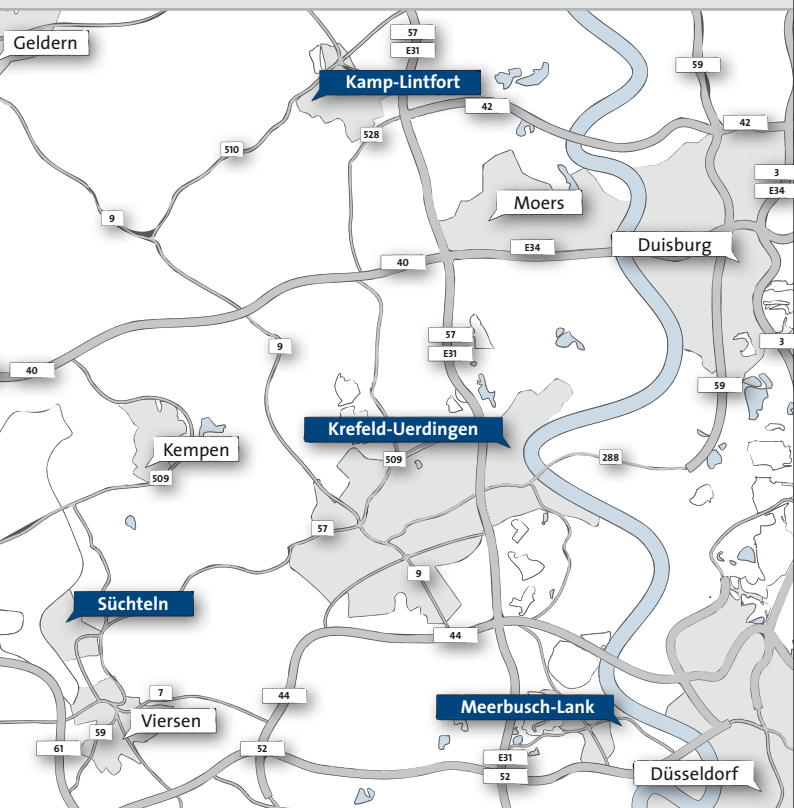 57
Geldern
E31
59
Kamp-Lintfort
42
42
528
510
3
E34
Moers
9
Duisburg
E34
40
57
3
9
E31
40
59
Krefeld-Uerdingen
Kempen
509
288
509
57
9
Süchteln
44
7
44
Meerbusch-Lank
Viersen
59
61
52
E31
52
Düsseldorf